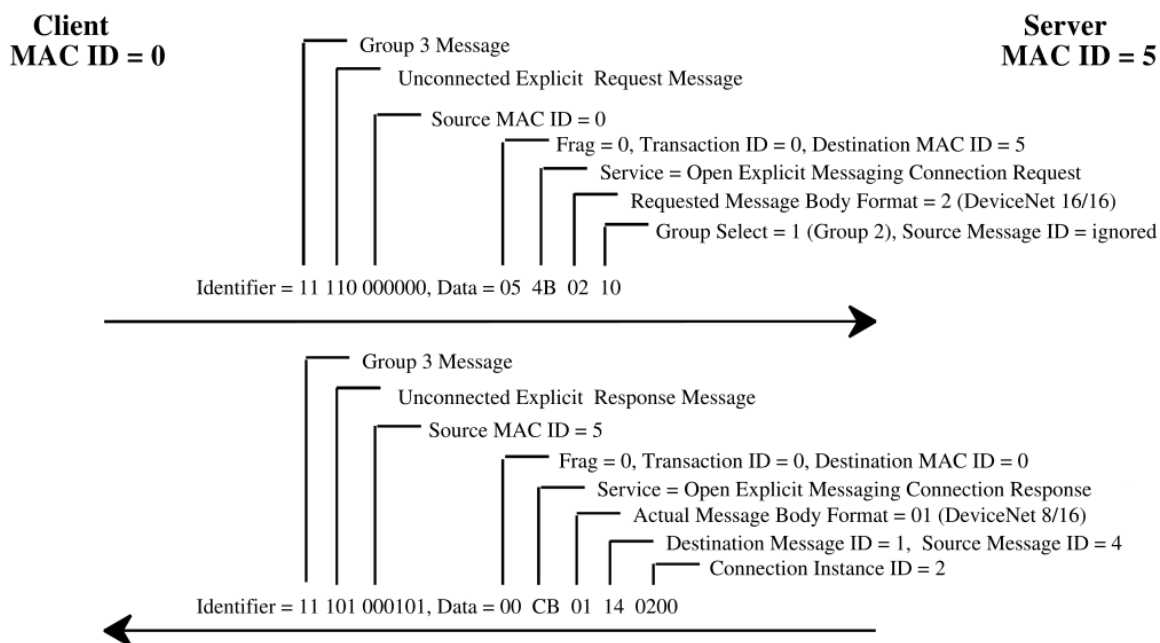 Client
MAC ID = 0
Server
MAC ID = 5
Group 3 Message
Unconnected Explicit Request Message
Source MAC ID = 0
Frag = 0, Transaction ID = 0, Destination MAC ID = 5
Service = Open Explicit Messaging Connection Request
Requested Message Body Format = 2 (DeviceNet 16/16)
Group Select = 1 (Group 2), Source Message ID = ignored
Identifier = 11 110 000000, Data = 05 4B 02 10
Group 3 Message
Unconnected Explicit Response Message
Source MAC ID = 5
Frag = 0, Transaction ID = 0, Destination MAC ID = 0
Service = Open Explicit Messaging Connection Response
Actual Message Body Format = 01 (DeviceNet 8/16)
Destination Message ID = 1, Source Message ID = 4
Connection Instance ID = 2
Identifier = 11 101 000101, Data = 00 CB 01 14 0200